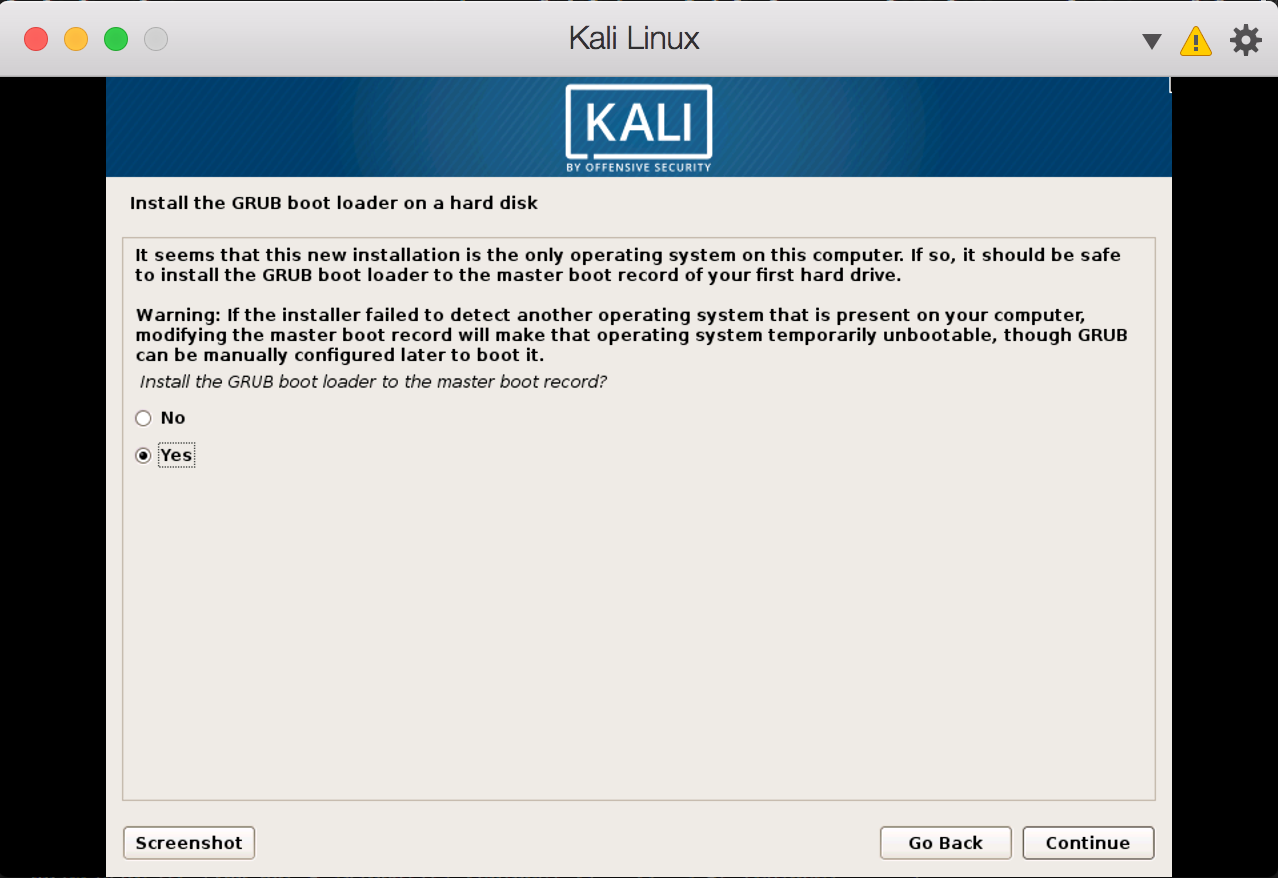 Kali Linux
KALI
BY OFFENSIVE SECURITY
Install the GRUB boot loader on a hard disk
It seems that this new installation is the only operating system on this computer. If so, it should be safe
to install the GRUB boot loader to the master boot record of your first hard drive.
Warning: If the installer failed to detect another operating system that is present on your computer,
modifying the master boot record will make that operating system temporarily unbootable, though GRUB
can be manually configured later to boot it.
Install the GRUB boot loader to the master boot record?
No
Yes
Screenshot
Go Back
Continue